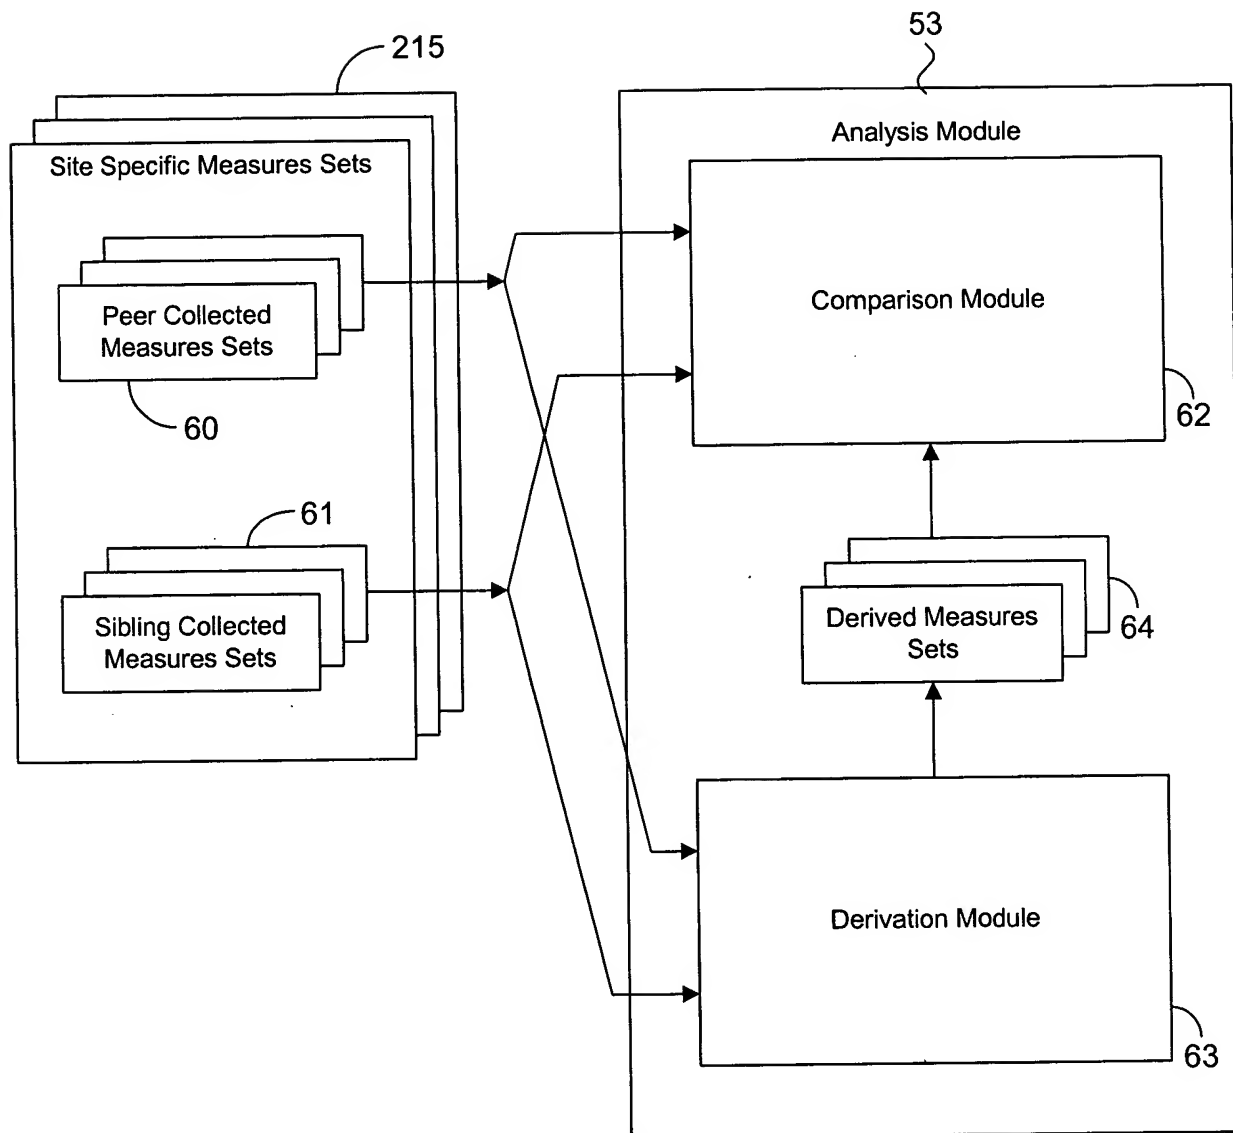 215
53
Analysis Module
Site Specific Measures Sets
Peer Collected
Measures Sets
60
Comparison Module
62
61
Sibling Collected
Measures Sets
Derived Measures
Sets
64
Derivation Module
63